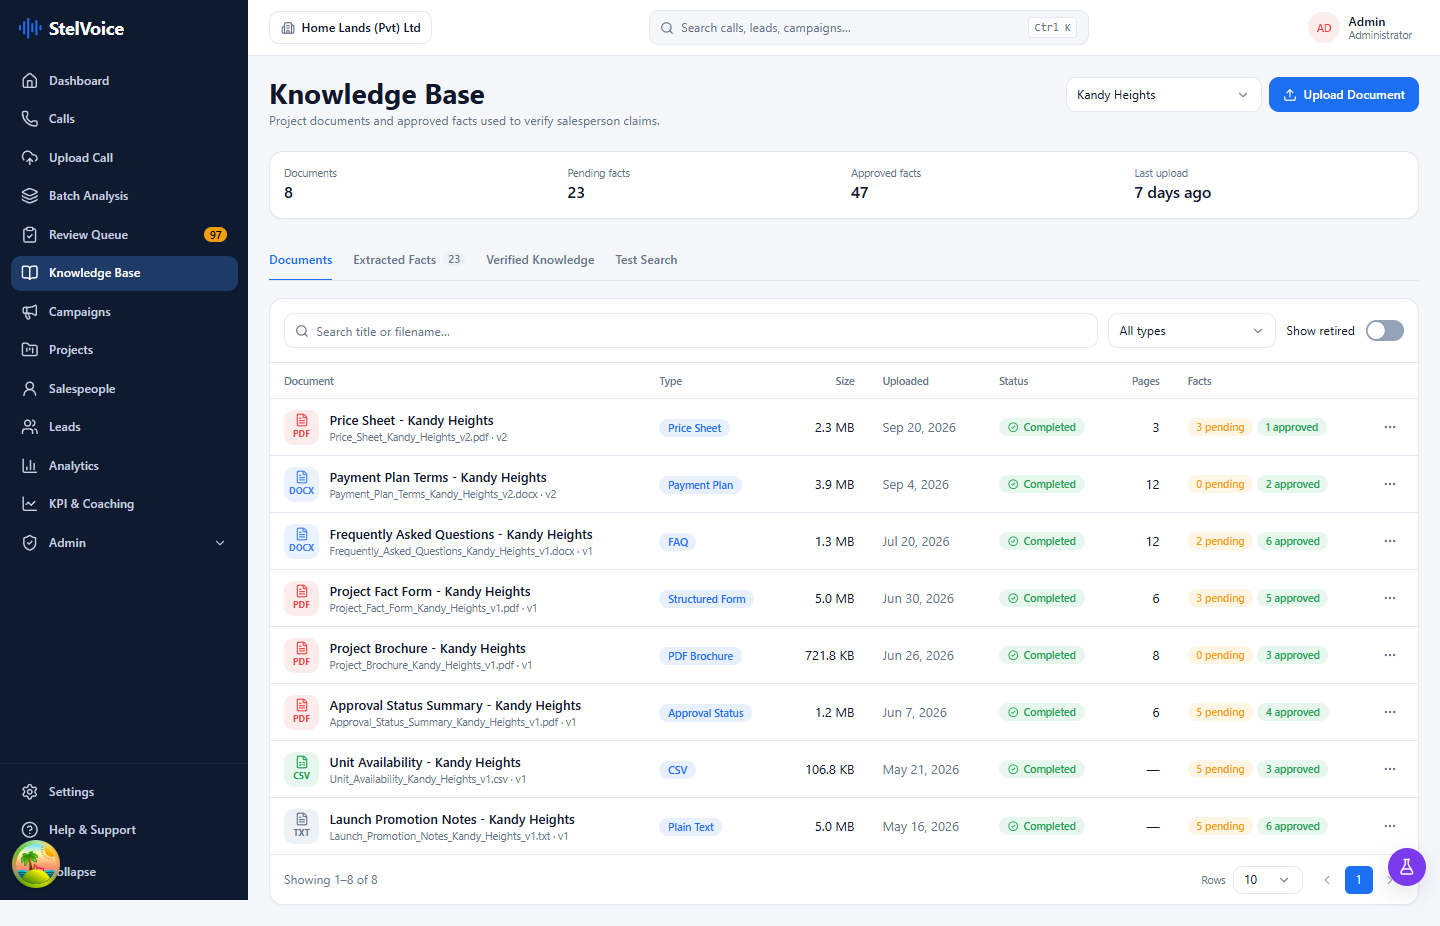 StelVoice
Home Lands (Pvt) Ltd
Search calls, leads, campaigns...
Ctrl K
AD
Admin
Administrator
Dashboard
Calls
Upload Call
Batch Analysis
Review Queue 97
Knowledge Base
Campaigns
Projects
Salespeople
Leads
Analytics
KPI & Coaching
Admin
Settings
Help & Support
ollapse
Knowledge Base
Project documents and approved facts used to verify salesperson claims.
Kandy Heights
Upload Document
Documents
8
Pending facts
23
Approved facts
47
Last upload
7 days ago
Documents Extracted Facts 23 Verified Knowledge Test Search
Search title or filename...
All types
Show retired
Document Type Size Uploaded Status Pages Facts
PDF
Price Sheet - Kandy Heights
Price_Sheet_Kandy_Heights_v2.pdf · v2
Price Sheet 2.3 MB Sep 20, 2026 Completed 3 3 pending 1 approved
DOCX
Payment Plan Terms - Kandy Heights
Payment_Plan_Terms_Kandy_Heights_v2.docx · v2
Payment Plan 3.9 MB Sep 4, 2026 Completed 12 0 pending 2 approved
DOCX
Frequently Asked Questions - Kandy Heights
Frequently_Asked_Questions_Kandy_Heights_v1.docx · v1
FAQ 1.3 MB Jul 20, 2026 Completed 12 2 pending 6 approved
PDF
Project Fact Form - Kandy Heights
Project_Fact_Form_Kandy_Heights_v1.pdf · v1
Structured Form 5.0 MB Jun 30, 2026 Completed 6 3 pending 5 approved
PDF
Project Brochure - Kandy Heights
Project_Brochure_Kandy_Heights_v1.pdf · v1
PDF Brochure 721.8 KB Jun 26, 2026 Completed 8 0 pending 3 approved
PDF
Approval Status Summary - Kandy Heights
Approval_Status_Summary_Kandy_Heights_v1.pdf · v1
Approval Status 1.2 MB Jun 7, 2026 Completed 6 5 pending 4 approved
CSV
Unit Availability - Kandy Heights
Unit_Availability_Kandy_Heights_v1.csv · v1
CSV 106.8 KB May 21, 2026 Completed — 5 pending 3 approved
TXT
Launch Promotion Notes - Kandy Heights
Launch_Promotion_Notes_Kandy_Heights_v1.txt · v1
Plain Text 5.0 MB May 16, 2026 Completed — 5 pending 6 approved
Showing 1–8 of 8
Rows 10 1